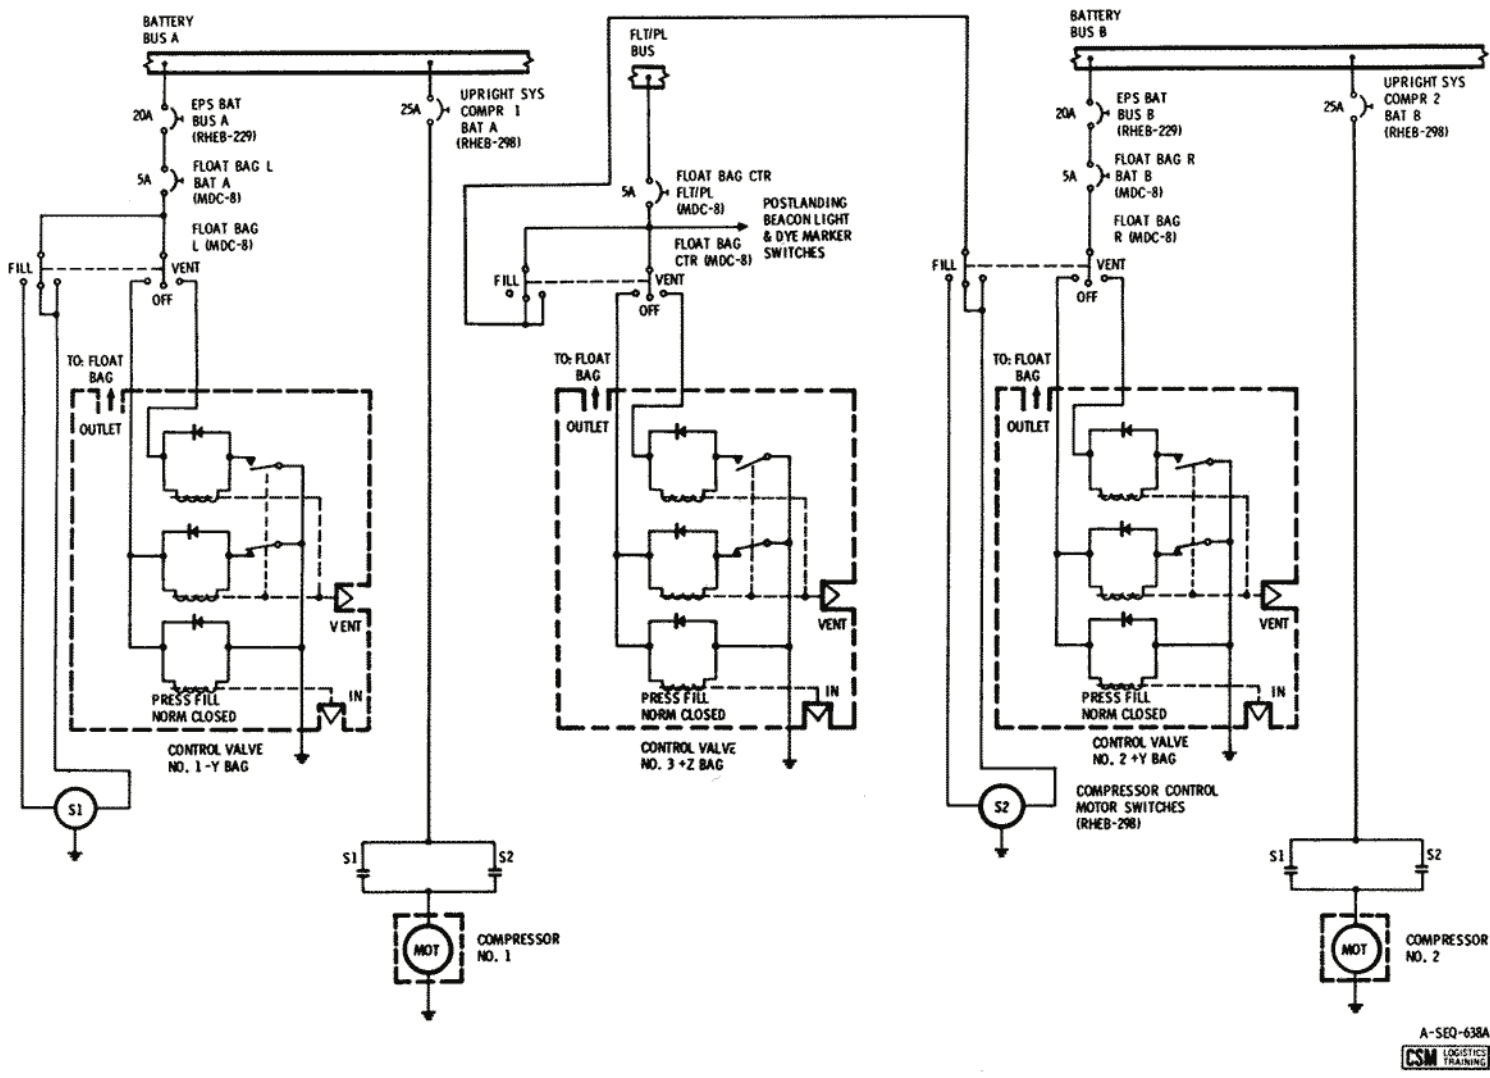 BATTERY
BUS A
20A
EPS BAT
BUS A
(RHEB-229)
5A
FLOAT BAG L
BAT A
(MDC-8)
FLOAT BAG
L (MDC-8)
FILL
VENT
OFF
25A
UPRIGHT SYS
COMPR 1
BAT A
(RHEB-298)
TO: FLOAT
BAG
OUTLET
VENT
IN
PRESS FILL
NORM CLOSED
CONTROL VALVE
NO. 1 -Y BAG
S1
S1
S2
MOT
COMPRESSOR
NO. 1
FLT/PL
BUS
5A
FLOAT BAG CTR
FLT/PL
(MDC-8)
POSTLANDING
BEACON LIGHT
& DYE MARKER
SWITCHES
FLOAT BAG
CTR (MDC-8)
FILL
VENT
OFF
TO: FLOAT
BAG
OUTLET
VENT
IN
PRESS FILL
NORM CLOSED
CONTROL VALVE
NO. 3 +Z BAG
BATTERY
BUS B
20A
EPS BAT
BUS B
(RHEB-229)
5A
FLOAT BAG R
BAT B
(MDC-8)
FLOAT BAG
R (MDC-8)
FILL
VENT
OFF
25A
UPRIGHT SYS
COMPR 2
BAT B
(RHEB-298)
TO: FLOAT
BAG
OUTLET
VENT
IN
PRESS FILL
NORM CLOSED
CONTROL VALVE
NO. 2 +Y BAG
S2
COMPRESSOR CONTROL
MOTOR SWITCHES
(RHEB-298)
S1
S2
MOT
COMPRESSOR
NO. 2
A-SEQ-638A
CSM LOGISTICS
TRAINING